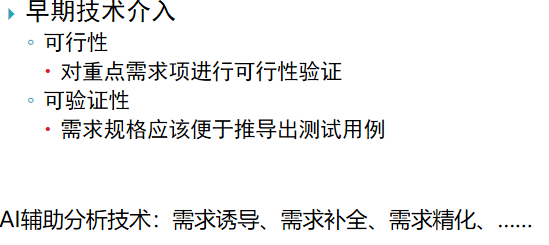 早期技术介入
可行性
对重点需求项进行可行性验证
可验证性
需求规格应该便于推导出测试用例
AI辅助分析技术：需求诱导、需求补全、需求精化、……